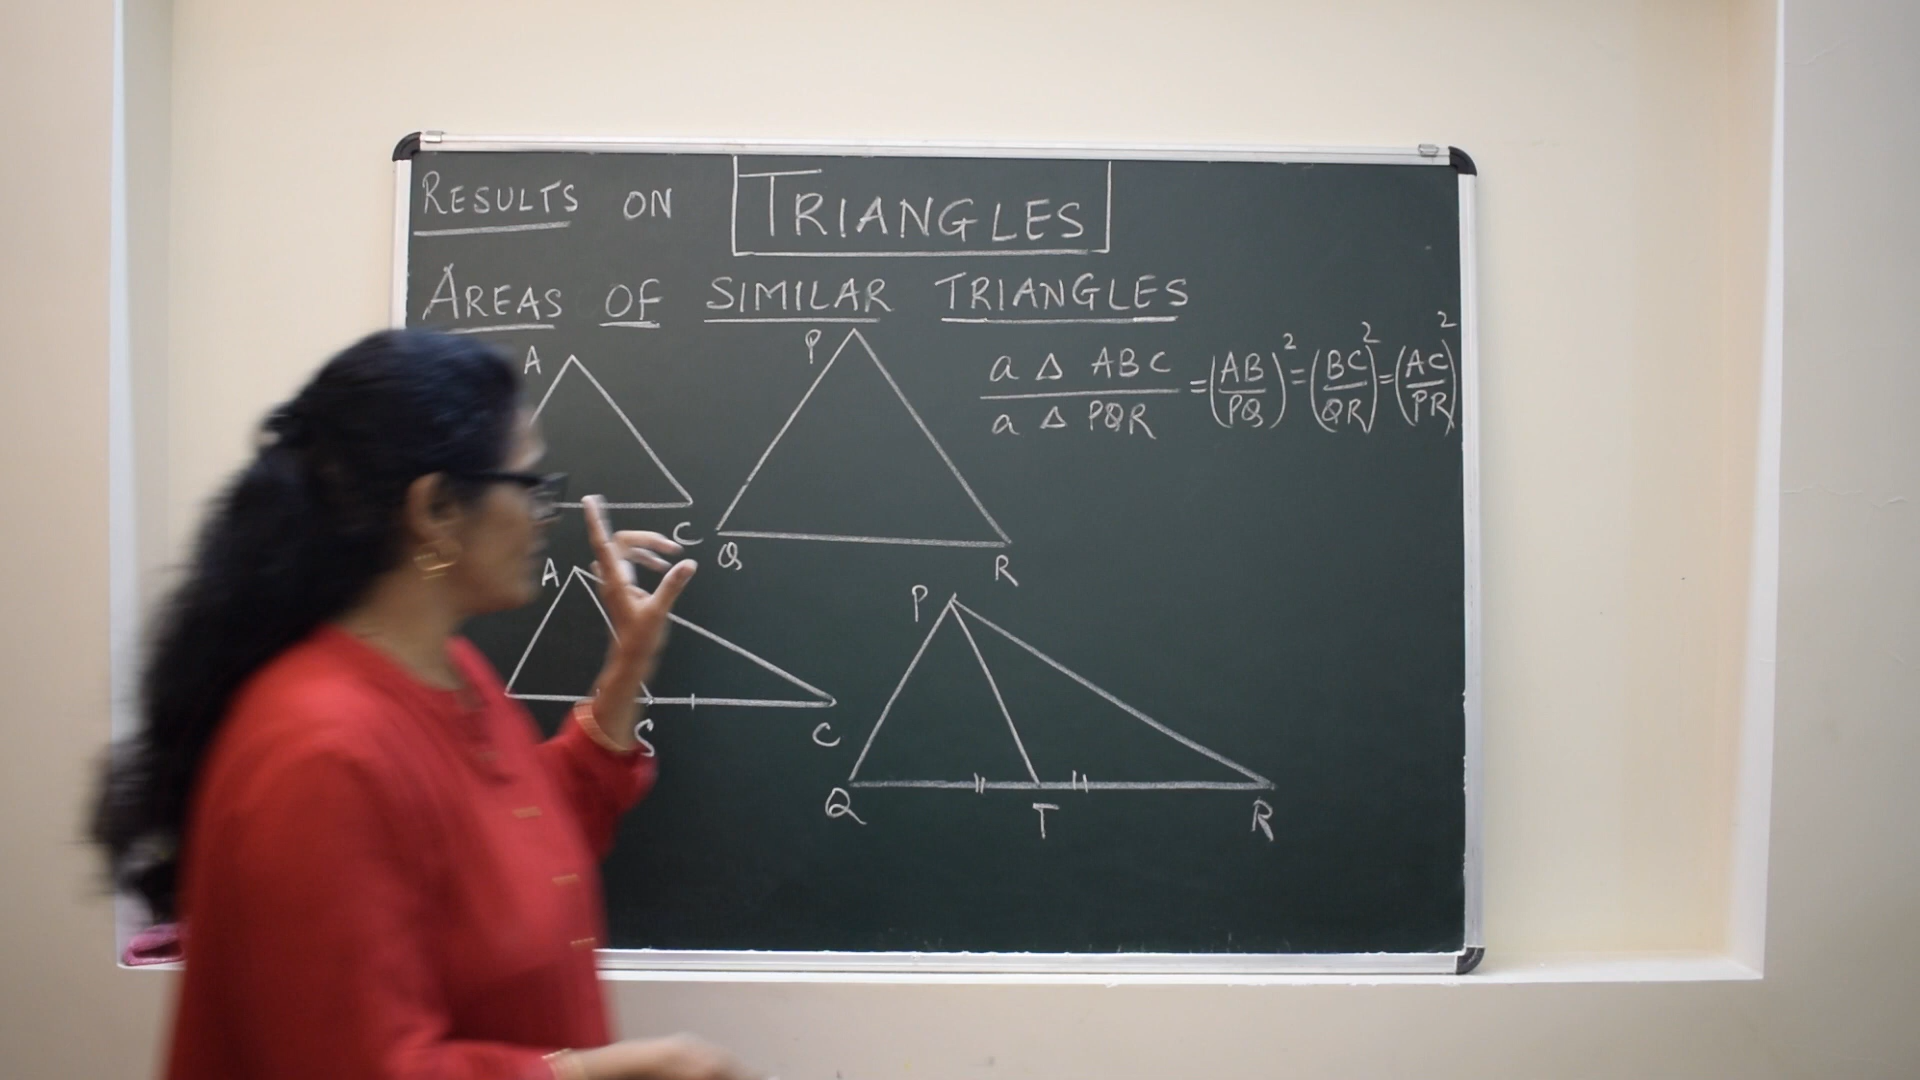 RESULTS ON TRIANGLES
AREAS OF SIMILAR TRIANGLES
A
P
a Δ ABC / a Δ PQR = (AB/PQ)² = (BC/QR)² = (AC/PR)²
C
Q
R
A
P
S
C
Q
T
R